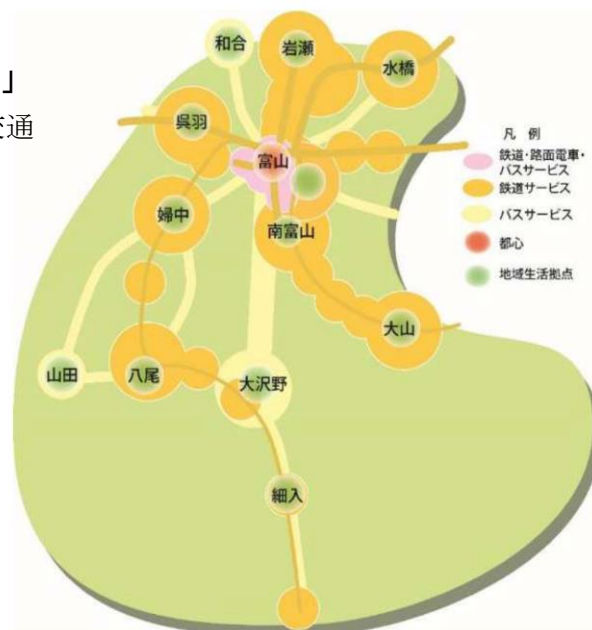 」
交通
和合
岩瀬
水橋
呉羽
富山
婦中
南富山
大山
山田
八尾
大沢野
細入
凡 例
鉄道・路面電車・
バスサービス
鉄道サービス
バスサービス
都心
地域生活拠点